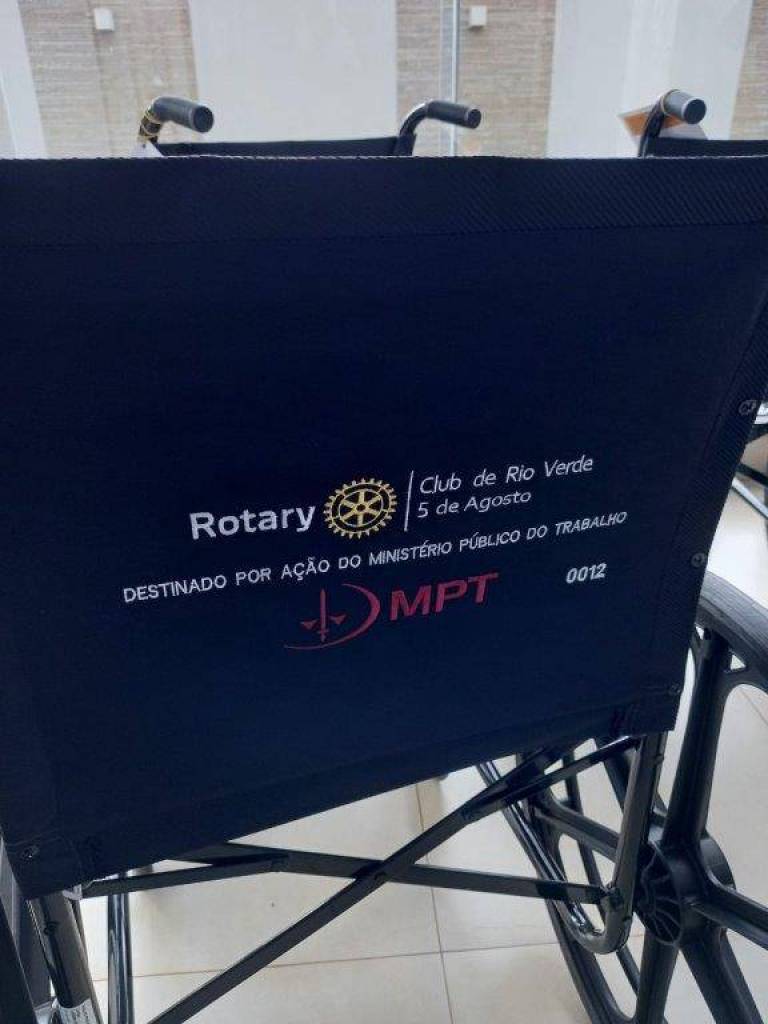 Rotary
Club de Rio Verde
5 de Agosto
DESTINADO POR AÇÃO DO MINISTÉRIO PÚBLICO DO TRABALHO
MPT
0012